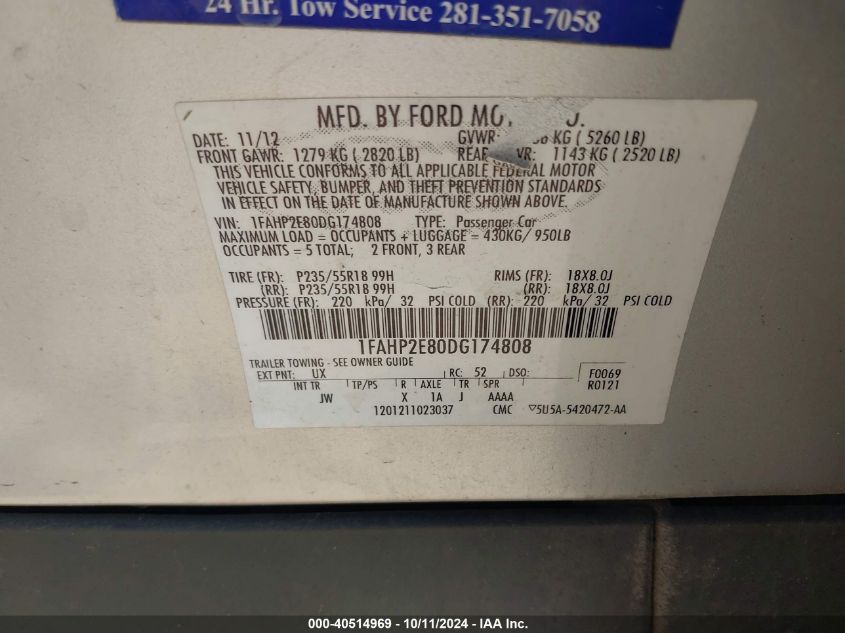 24 Hr. Tow Service 281-351-7058
MFD. BY FORD MO
DATE: 11/12 GVWR: KG ( 5260 LB)
FRONT GAWR: 1279 KG ( 2820 LB) REAR VR: 1143 KG ( 2520 LB)
THIS VEHICLE CONFORMS TO ALL APPLICABLE FEDERAL MOTOR
VEHICLE SAFETY, BUMPER, AND THEFT PREVENTION STANDARDS
IN EFFECT ON THE DATE OF MANUFACTURE SHOWN ABOVE.
VIN: 1FAHP2E80DG174808 TYPE: Passenger Car
MAXIMUM LOAD = OCCUPANTS + LUGGAGE = 430KG/ 950LB
OCCUPANTS = 5 TOTAL; 2 FRONT, 3 REAR
TIRE (FR): P235/55R18 99H RIMS (FR): 18X8.0J
(RR): P235/55R18 99H (RR): 18X8.0J
PRESSURE (FR): 220 kPa/ 32 PSI COLD (RR): 220 kPa/ 32 PSI COLD
1FAHP2E80DG174808
TRAILER TOWING - SEE OWNER GUIDE
EXT PNT: UX RC: 52 DSO: F0069
INT TR TP/PS R AXLE TR SPR R0121
JW X 1A J AAAA
1201211023037 CMC ▽5U5A-5420472-AA
000-40514969 - 10/11/2024 - IAA Inc.